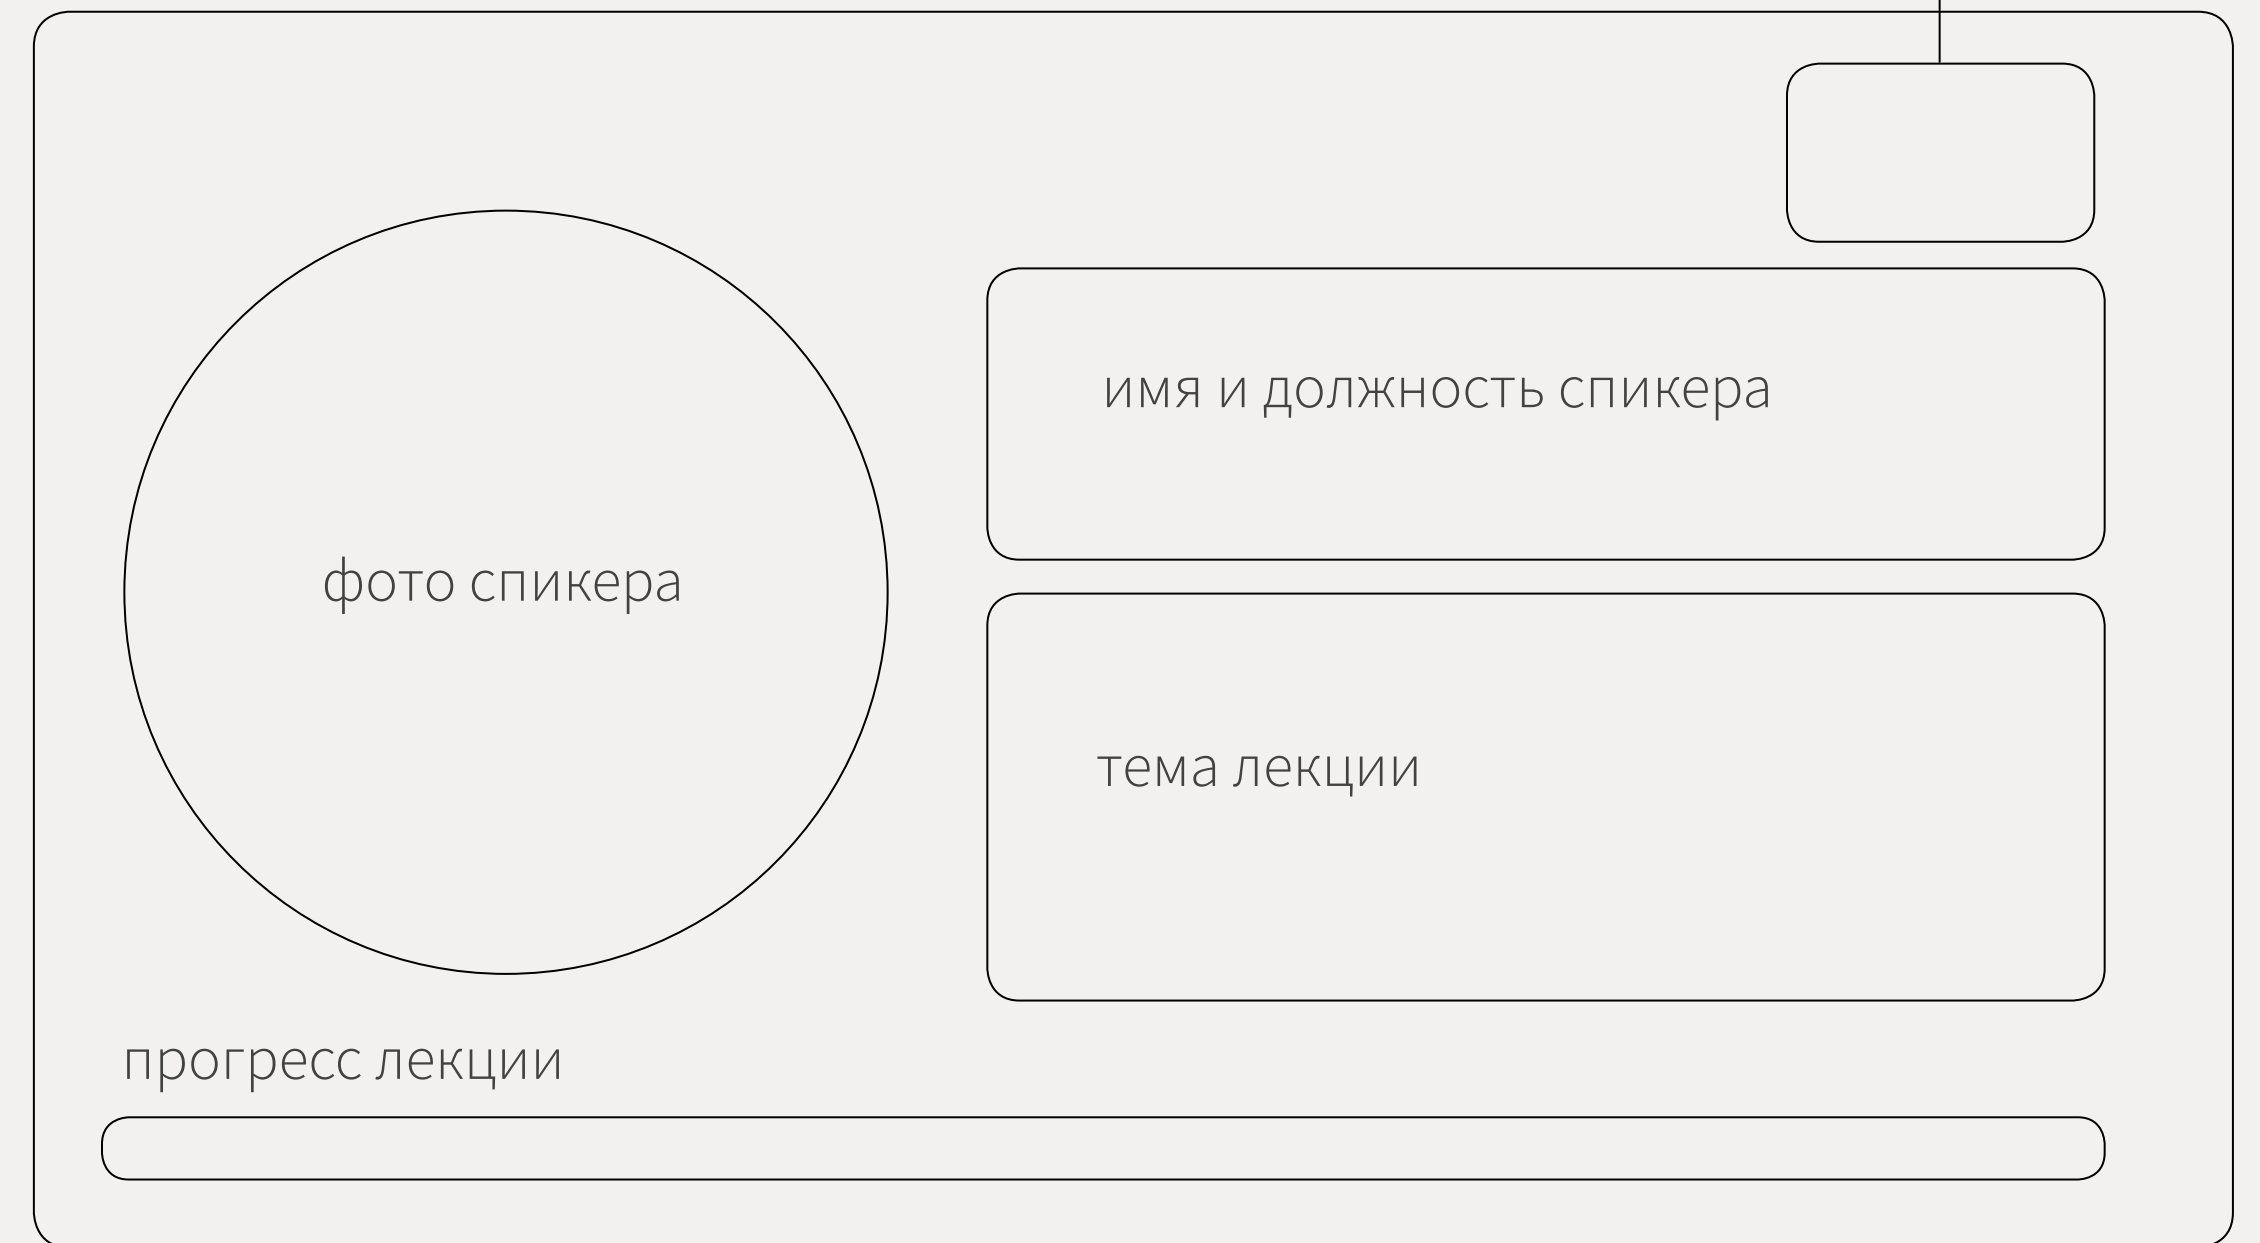 имя и должность спикера
фото спикера
тема лекции
прогресс лекции